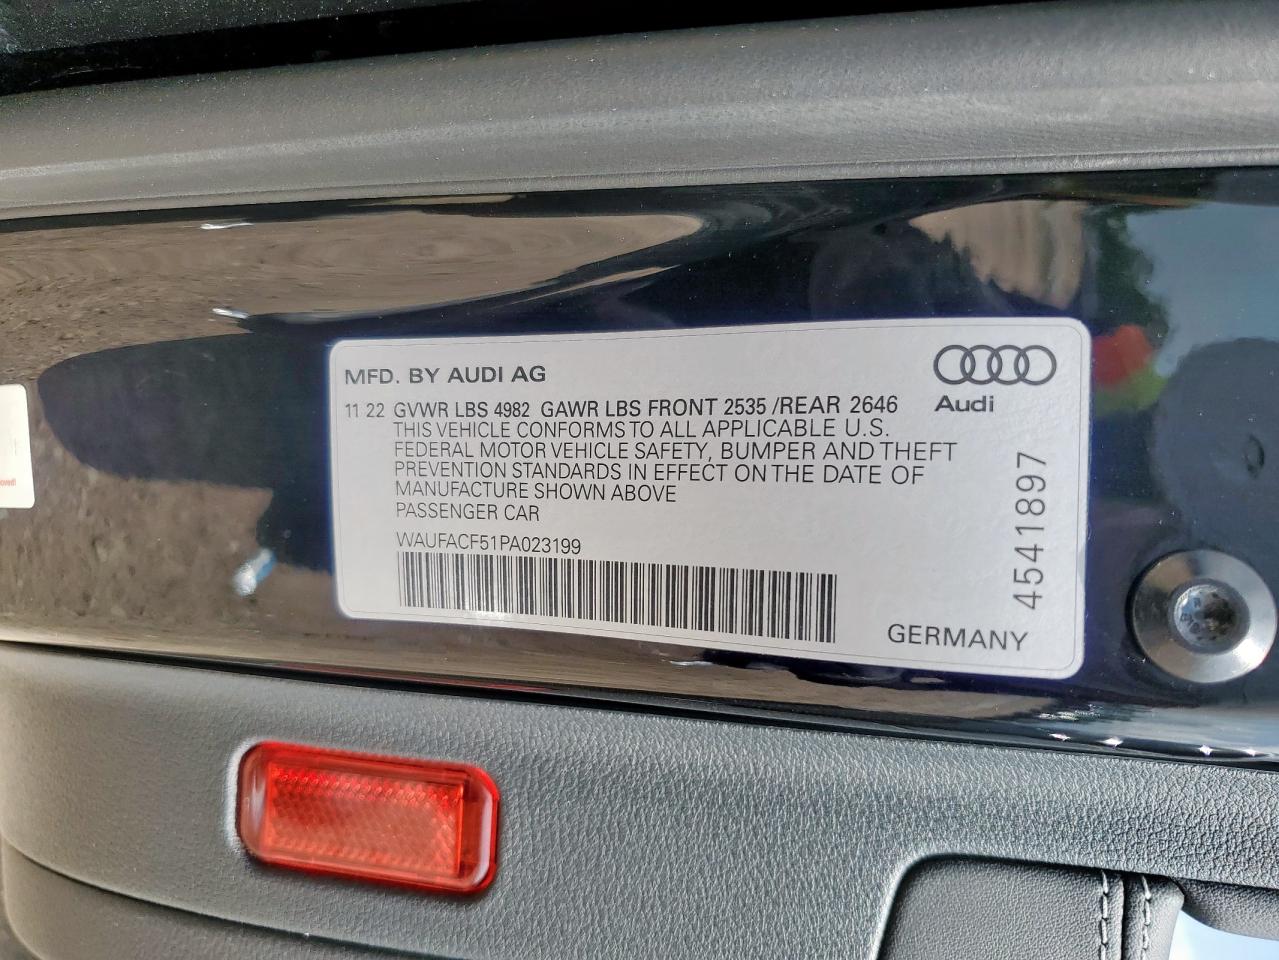 MFD. BY AUDI AG
Audi
11 22 GVWR LBS 4982 GAWR LBS FRONT 2535 /REAR 2646
THIS VEHICLE CONFORMS TO ALL APPLICABLE U.S.
FEDERAL MOTOR VEHICLE SAFETY, BUMPER AND THEFT
PREVENTION STANDARDS IN EFFECT ON THE DATE OF
MANUFACTURE SHOWN ABOVE
PASSENGER CAR
WAUFACF51PA023199
GERMANY
4541897